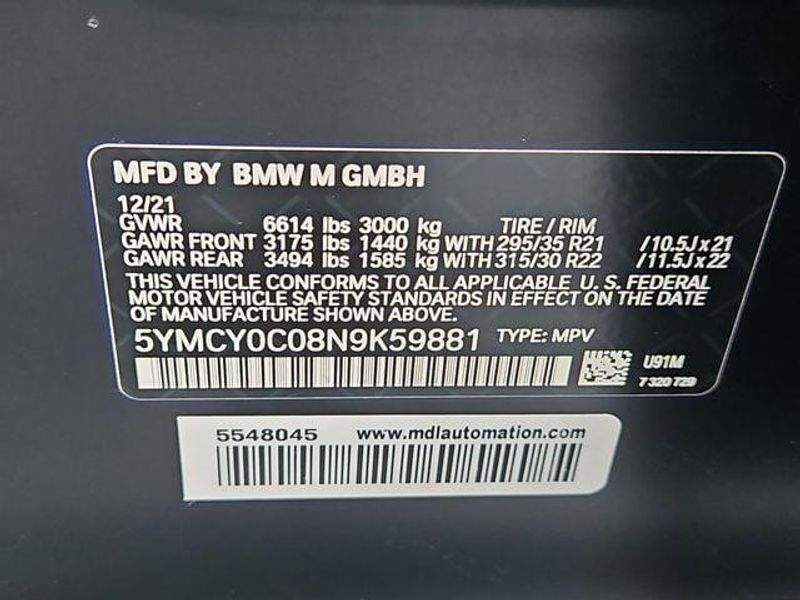 MFD BY BMW M GMBH
12/21
GVWR 6614 lbs 3000 kg TIRE / RIM
GAWR FRONT 3175 lbs 1440 kg WITH 295/35 R21 /10.5J x 21
GAWR REAR 3494 lbs 1585 kg WITH 315/30 R22 /11.5J x 22
THIS VEHICLE CONFORMS TO ALL APPLICABLE U. S. FEDERAL
MOTOR VEHICLE SAFETY STANDARDS IN EFFECT ON THE DATE
OF MANUFACTURE SHOWN ABOVE.
5YMCY0C08N9K59881 TYPE: MPV
U91M
7 320 729
5548045 www.mdlautomation.com